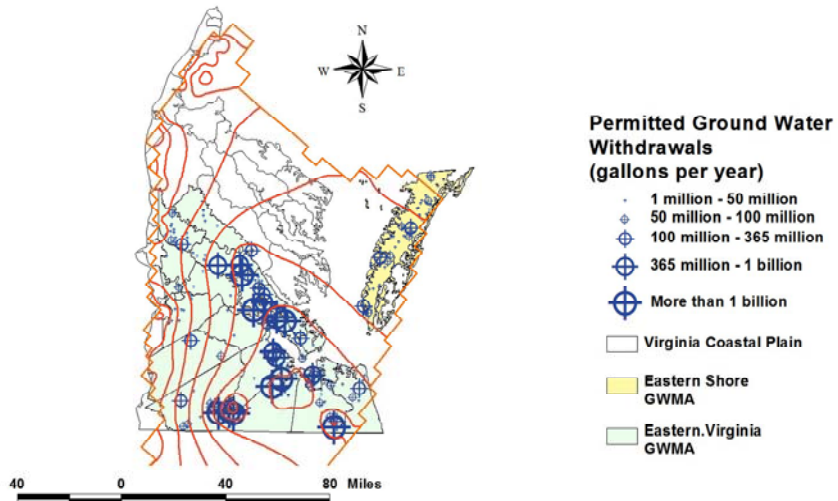 N
W E
S
Permitted Ground Water
Withdrawals
(gallons per year)
1 million - 50 million
50 million - 100 million
100 million - 365 million
365 million - 1 billion
More than 1 billion
Virginia Coastal Plain
Eastern Shore
GWMA
Eastern.Virginia
GWMA
40 0 40 80 Miles